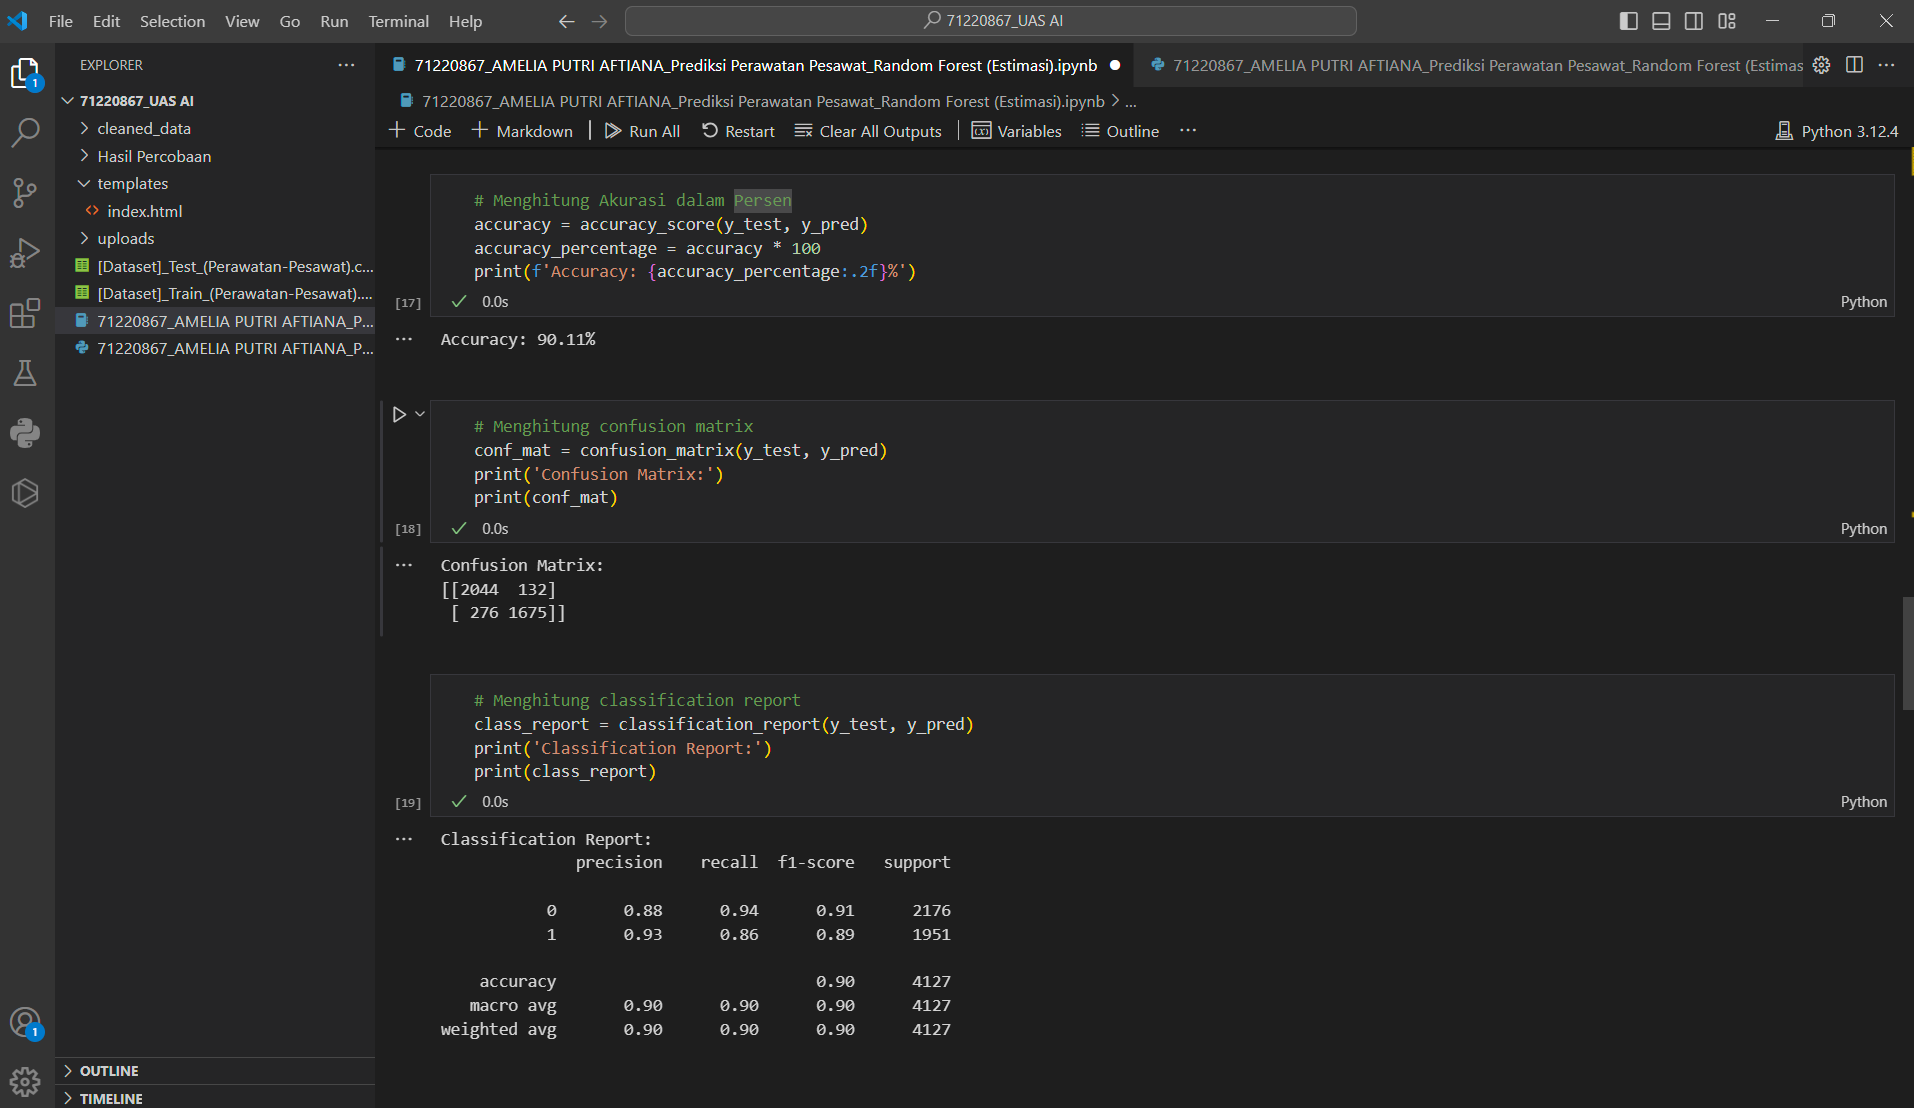 File Edit Selection View Go Run Terminal Help
71220867_UAS AI
EXPLORER
71220867_UAS AI
cleaned_data
Hasil Percobaan
templates
index.html
uploads
[Dataset]_Test_(Perawatan-Pesawat).c...
[Dataset]_Train_(Perawatan-Pesawat)....
71220867_AMELIA PUTRI AFTIANA_P...
71220867_AMELIA PUTRI AFTIANA_P...
OUTLINE
TIMELINE
1
1
71220867_AMELIA PUTRI AFTIANA_Prediksi Perawatan Pesawat_Random Forest (Estimasi).ipynb
71220867_AMELIA PUTRI AFTIANA_Prediksi Perawatan Pesawat_Random Forest (Estimas
71220867_AMELIA PUTRI AFTIANA_Prediksi Perawatan Pesawat_Random Forest (Estimasi).ipynb > ...
+ Code + Markdown | Run All Restart Clear All Outputs | Variables Outline ... Python 3.12.4
# Menghitung Akurasi dalam Persen
accuracy = accuracy_score(y_test, y_pred)
accuracy_percentage = accuracy * 100
print(f'Accuracy: {accuracy_percentage:.2f}%')
[17] 0.0s Python
... Accuracy: 90.11%
# Menghitung confusion matrix
conf_mat = confusion_matrix(y_test, y_pred)
print('Confusion Matrix:')
print(conf_mat)
[18] 0.0s Python
... Confusion Matrix:
[[2044  132]
[ 276 1675]]
# Menghitung classification report
class_report = classification_report(y_test, y_pred)
print('Classification Report:')
print(class_report)
[19] 0.0s Python
... Classification Report:
precision recall f1-score support
0 0.88 0.94 0.91 2176
1 0.93 0.86 0.89 1951
accuracy 0.90 4127
macro avg 0.90 0.90 0.90 4127
weighted avg 0.90 0.90 0.90 4127